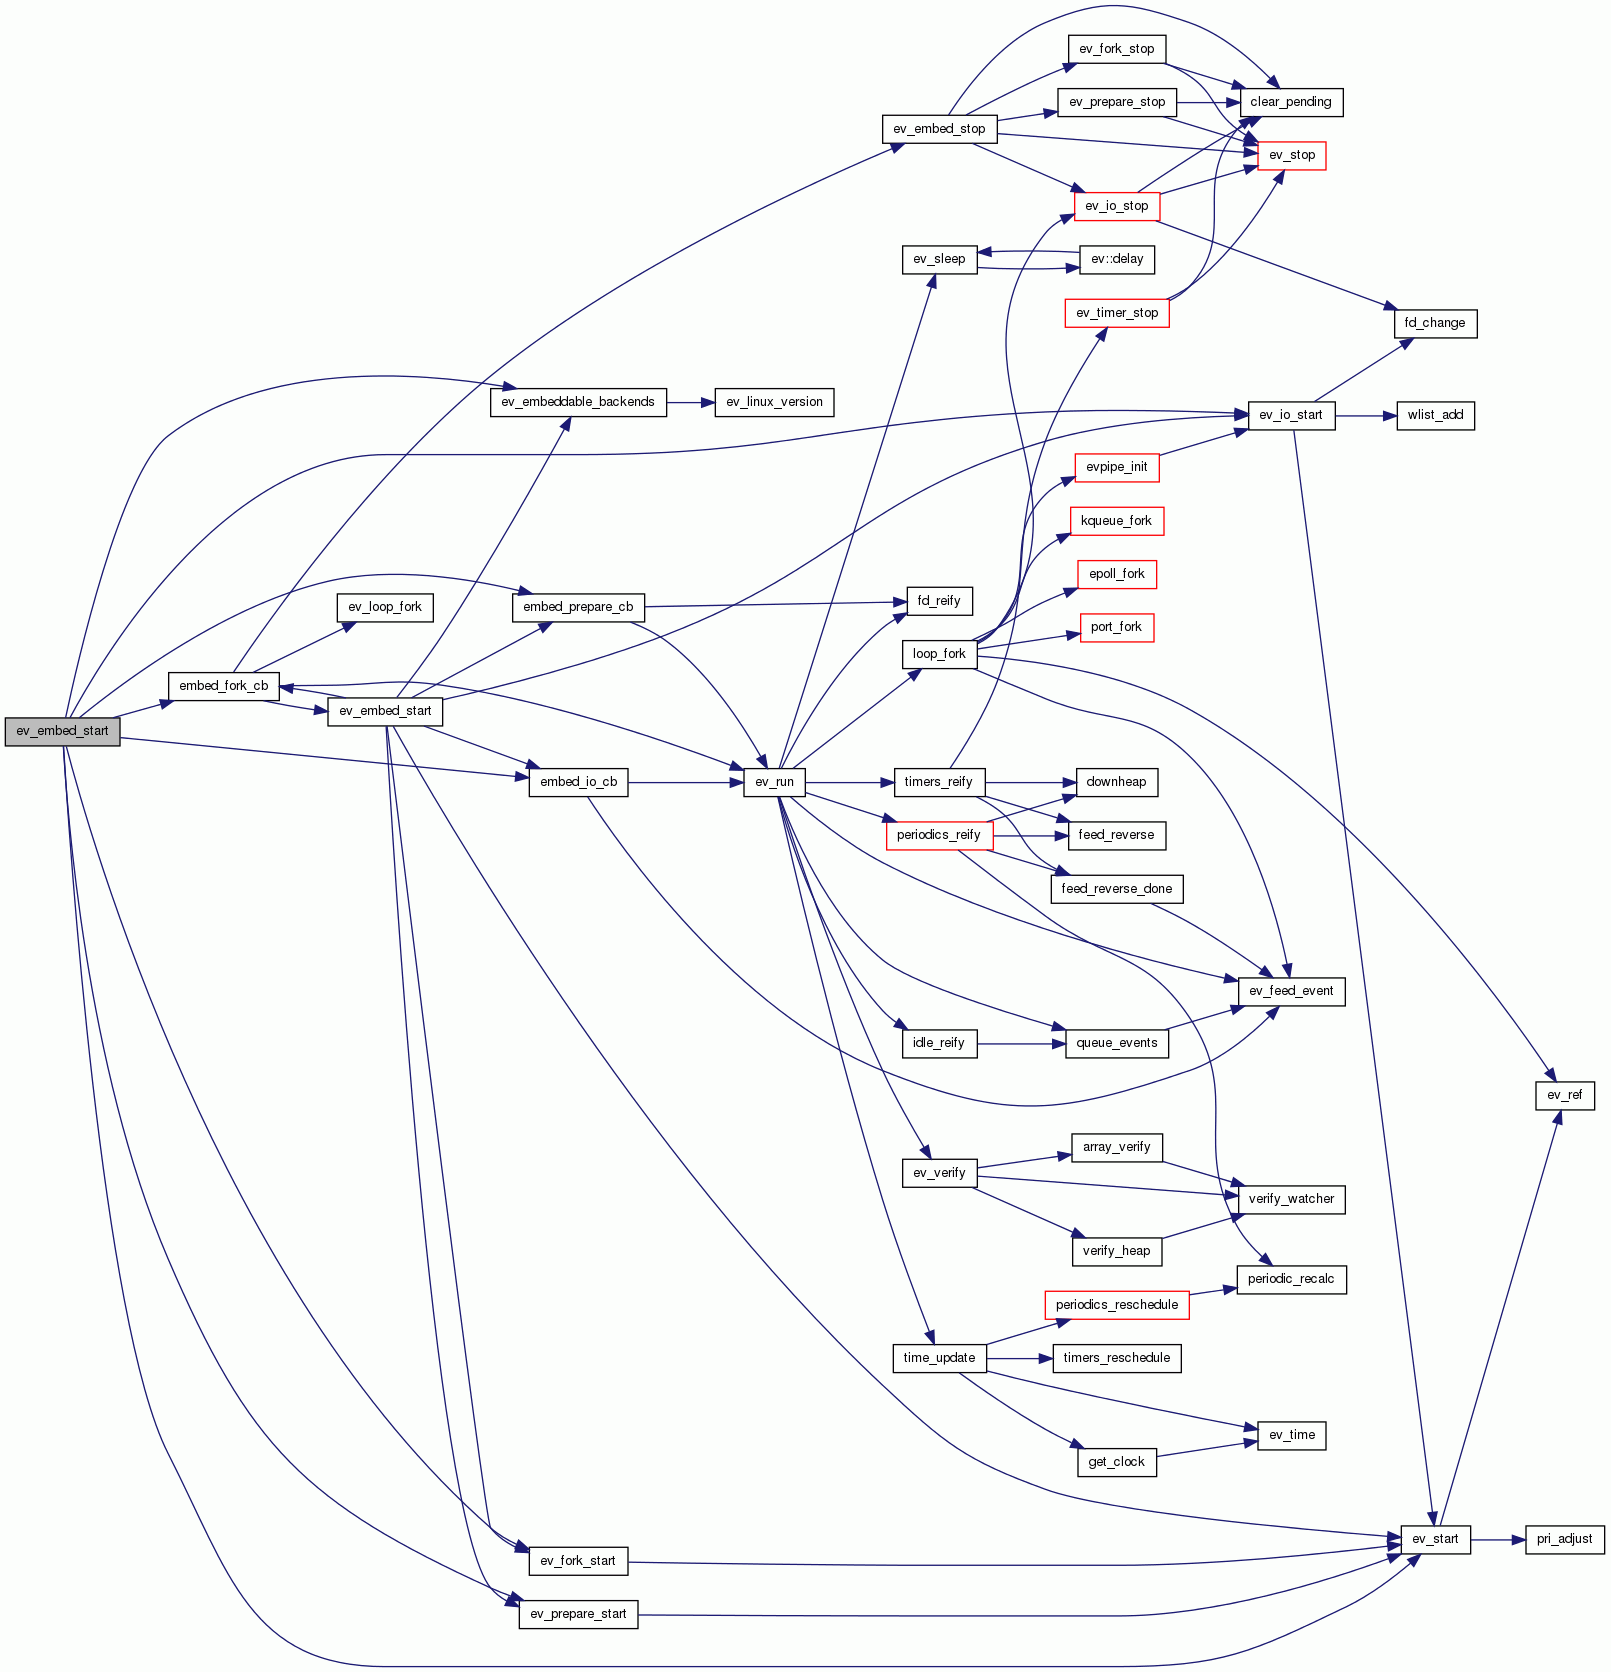 ev_fork_stop
clear_pending
ev_prepare_stop
ev_embed_stop
ev_stop
ev_io_stop
ev_sleep
ev::delay
ev_timer_stop
fd_change
ev_embeddable_backends
ev_linux_version
ev_io_start
wlist_add
evpipe_init
kqueue_fork
epoll_fork
fd_reify
ev_loop_fork
embed_prepare_cb
port_fork
loop_fork
embed_fork_cb
ev_embed_start
ev_embed_start
embed_io_cb
ev_run
timers_reify
downheap
periodics_reify
feed_reverse
feed_reverse_done
ev_feed_event
idle_reify
queue_events
ev_ref
array_verify
ev_verify
verify_watcher
verify_heap
periodic_recalc
periodics_reschedule
time_update
timers_reschedule
ev_time
get_clock
ev_start
pri_adjust
ev_fork_start
ev_prepare_start